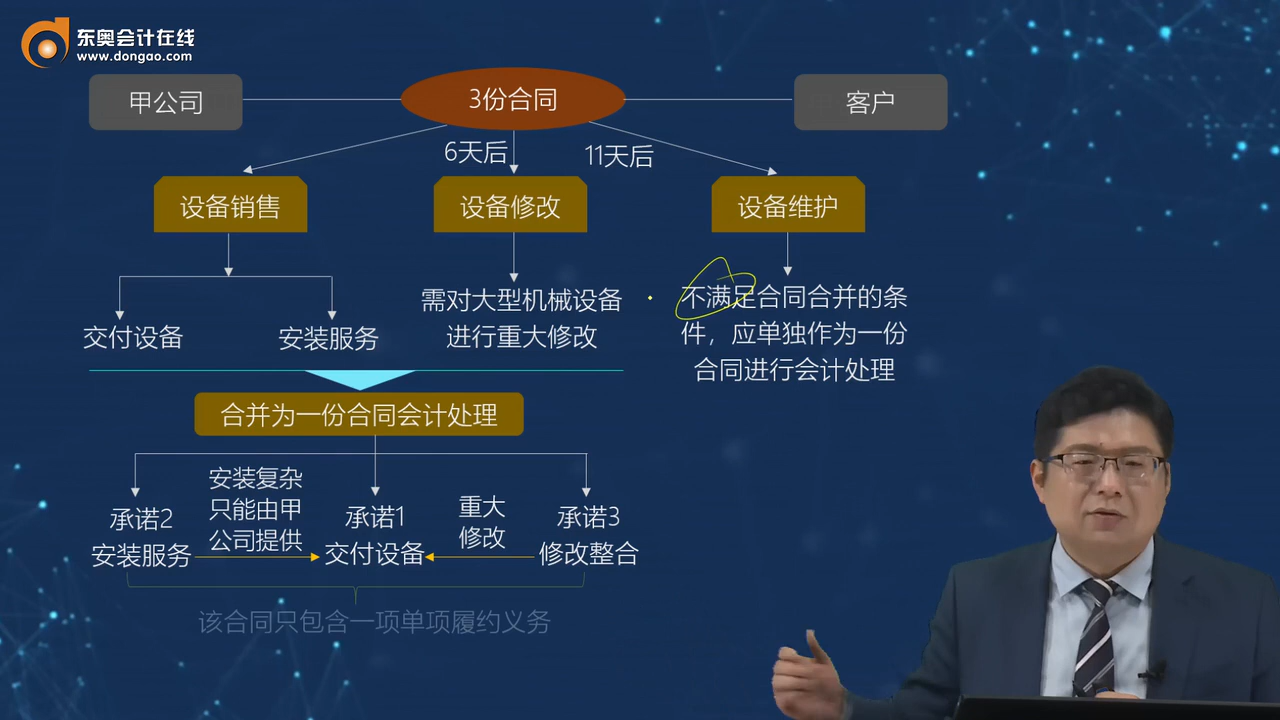 东奥会计在线
www.dongao.com
甲公司
3份合同
客户
6天后
11天后
设备销售
设备修改
设备维护
交付设备
安装服务
需对大型机械设备
进行重大修改
不满足合同合并的条
件，应单独作为一份
合同进行会计处理
合并为一份合同会计处理
承诺2
安装服务
安装复杂
只能由甲
公司提供
承诺1
交付设备
重大
修改
承诺3
修改整合
该合同只包含一项单项履约义务